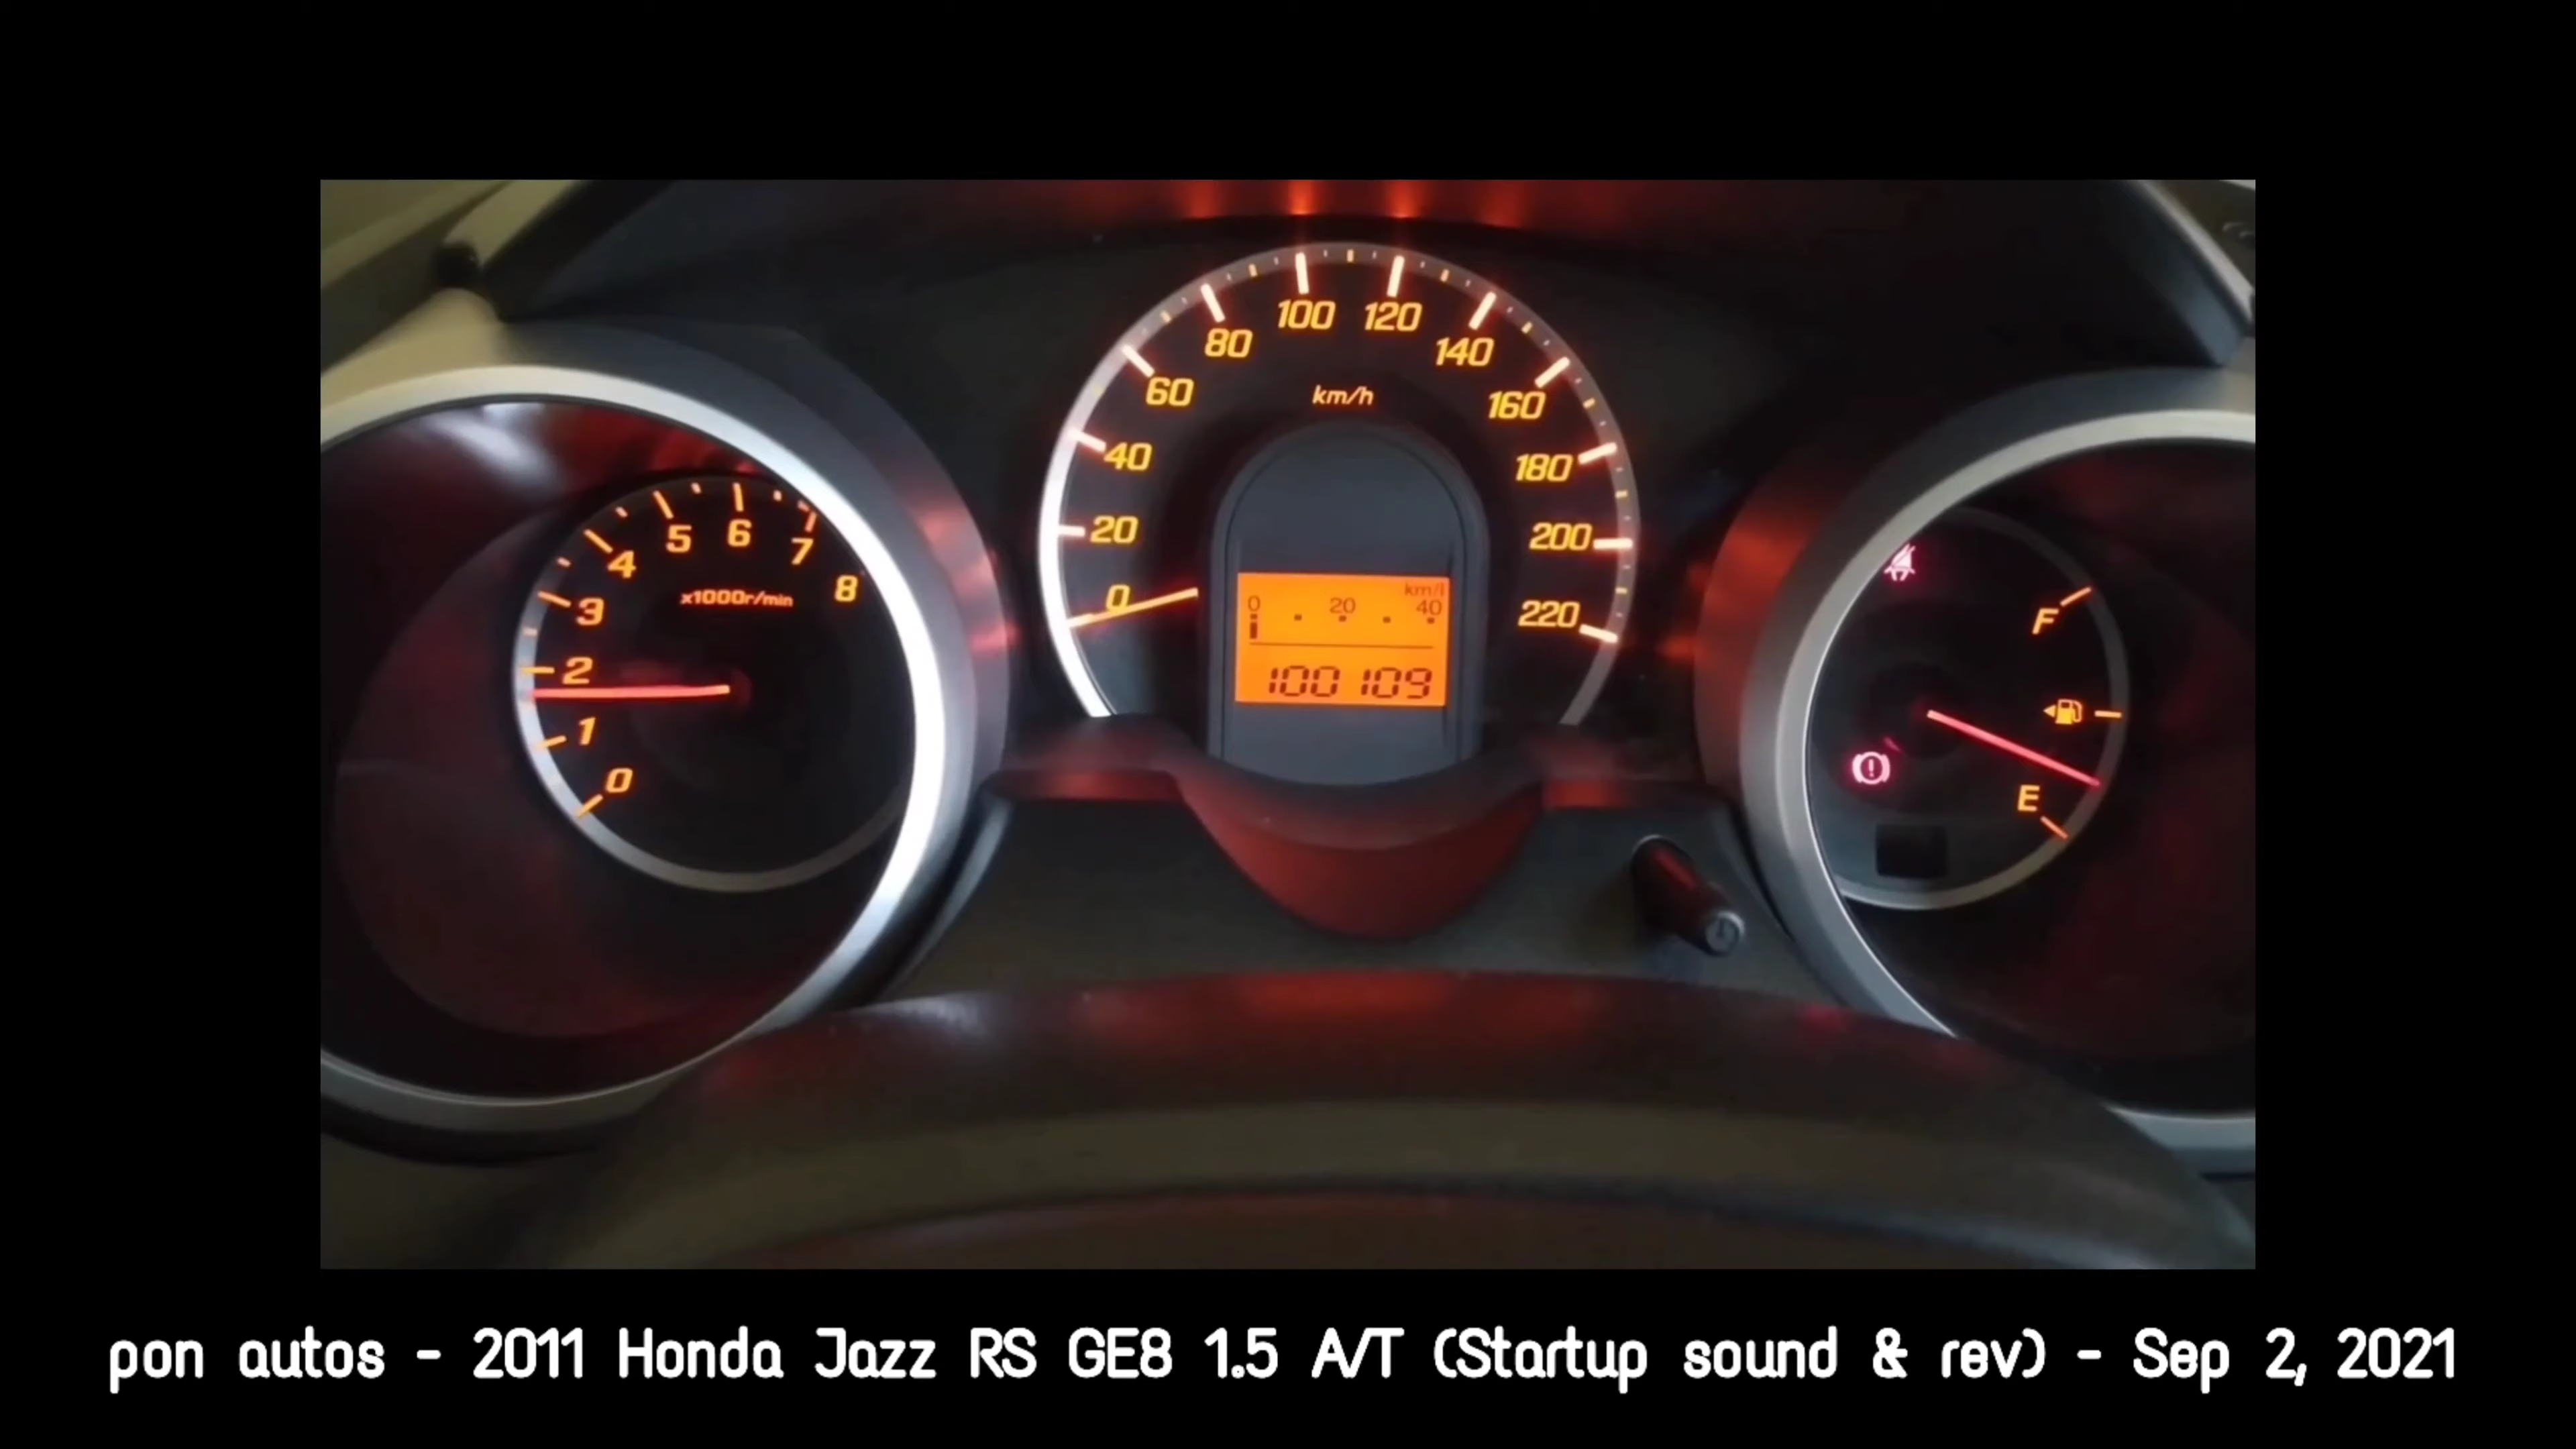 80 100 120 140
60 160
40 180
20 200
0 220
km/h
km/l
0 20 40
100109
0 1 2 3 4 5 6 7 8
x1000r/min
F
E
pon autos - 2011 Honda Jazz RS GE8 1.5 A/T (Startup sound & rev) - Sep 2, 2021